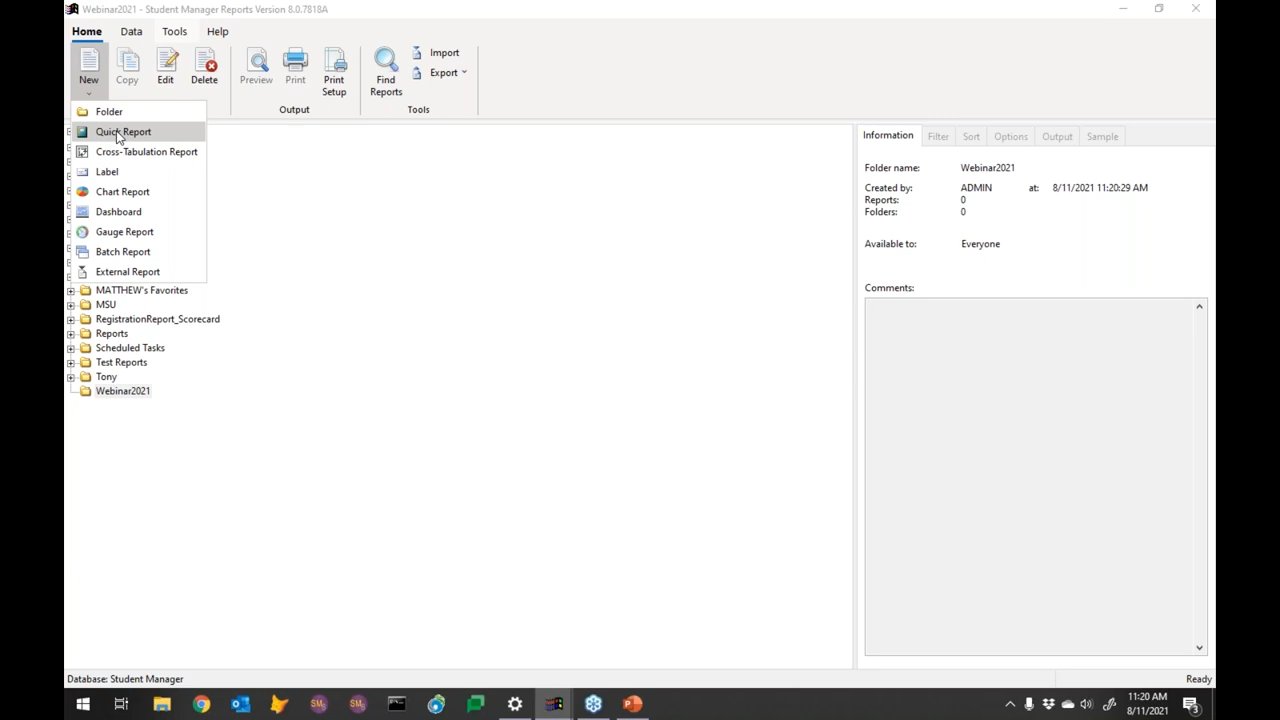 Webinar2021 - Student Manager Reports Version 8.0.7818A
Home Data Tools Help
New Copy Edit Delete Preview Print Print Setup Find Reports Import Export
Output Tools
Folder
Quick Report
Cross-Tabulation Report
Label
Chart Report
Dashboard
Gauge Report
Batch Report
External Report
MATTHEW's Favorites
MSU
RegistrationReport_Scorecard
Reports
Scheduled Tasks
Test Reports
Tony
Webinar2021
Information Filter Sort Options Output Sample
Folder name: Webinar2021
Created by: ADMIN at: 8/11/2021 11:20:29 AM
Reports: 0
Folders: 0
Available to: Everyone
Comments:
Database: Student Manager Ready
11:20 AM
8/11/2021
3